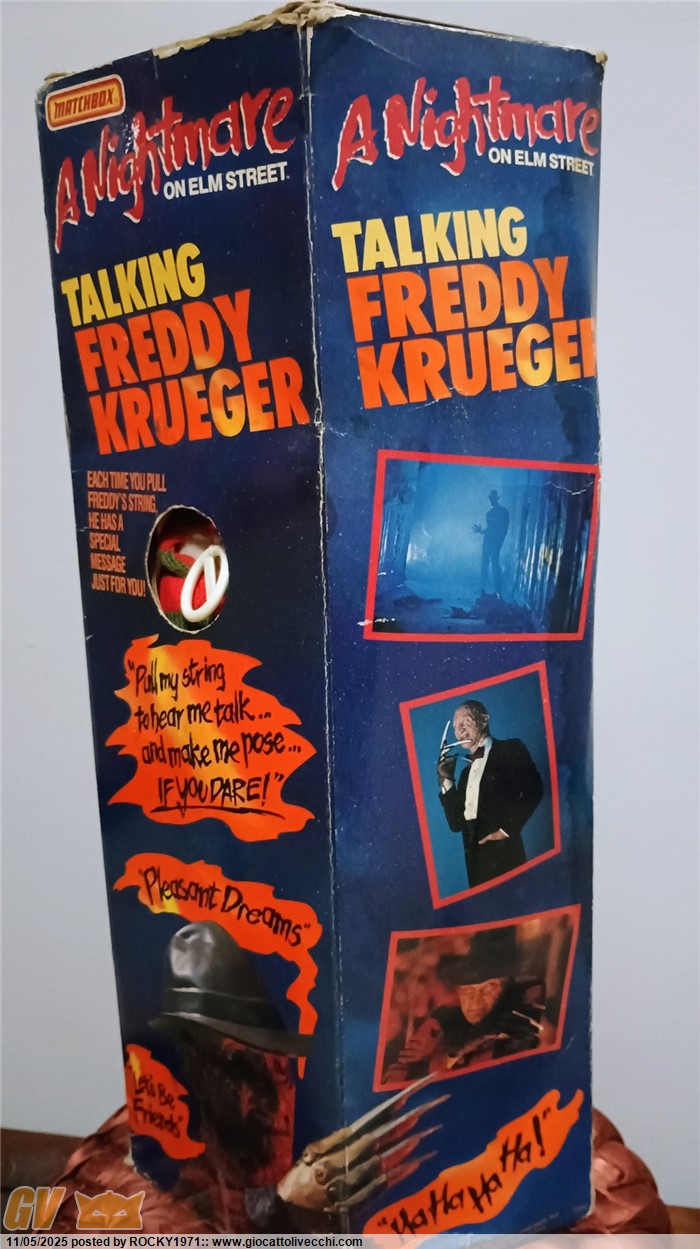 MATCHBOX
A Nightmare
ON ELM STREET™
TALKING
FREDDY
KRUEGER
EACH TIME YOU PULL
FREDDY'S STRING,
HE HAS A
SPECIAL
MESSAGE
JUST FOR YOU!
"Pull my string
to hear me talk...
and make me pose...
IF YOU DARE!"
"Pleasant Dreams"
"Let's Be
Friends"
A Nightmare
ON ELM STREET
TALKING
FREDDY
KRUEGER
"Ha Ha Ha Ha!"
GV
11/05/2025 posted by ROCKY1971:: www.giocattolivecchi.com